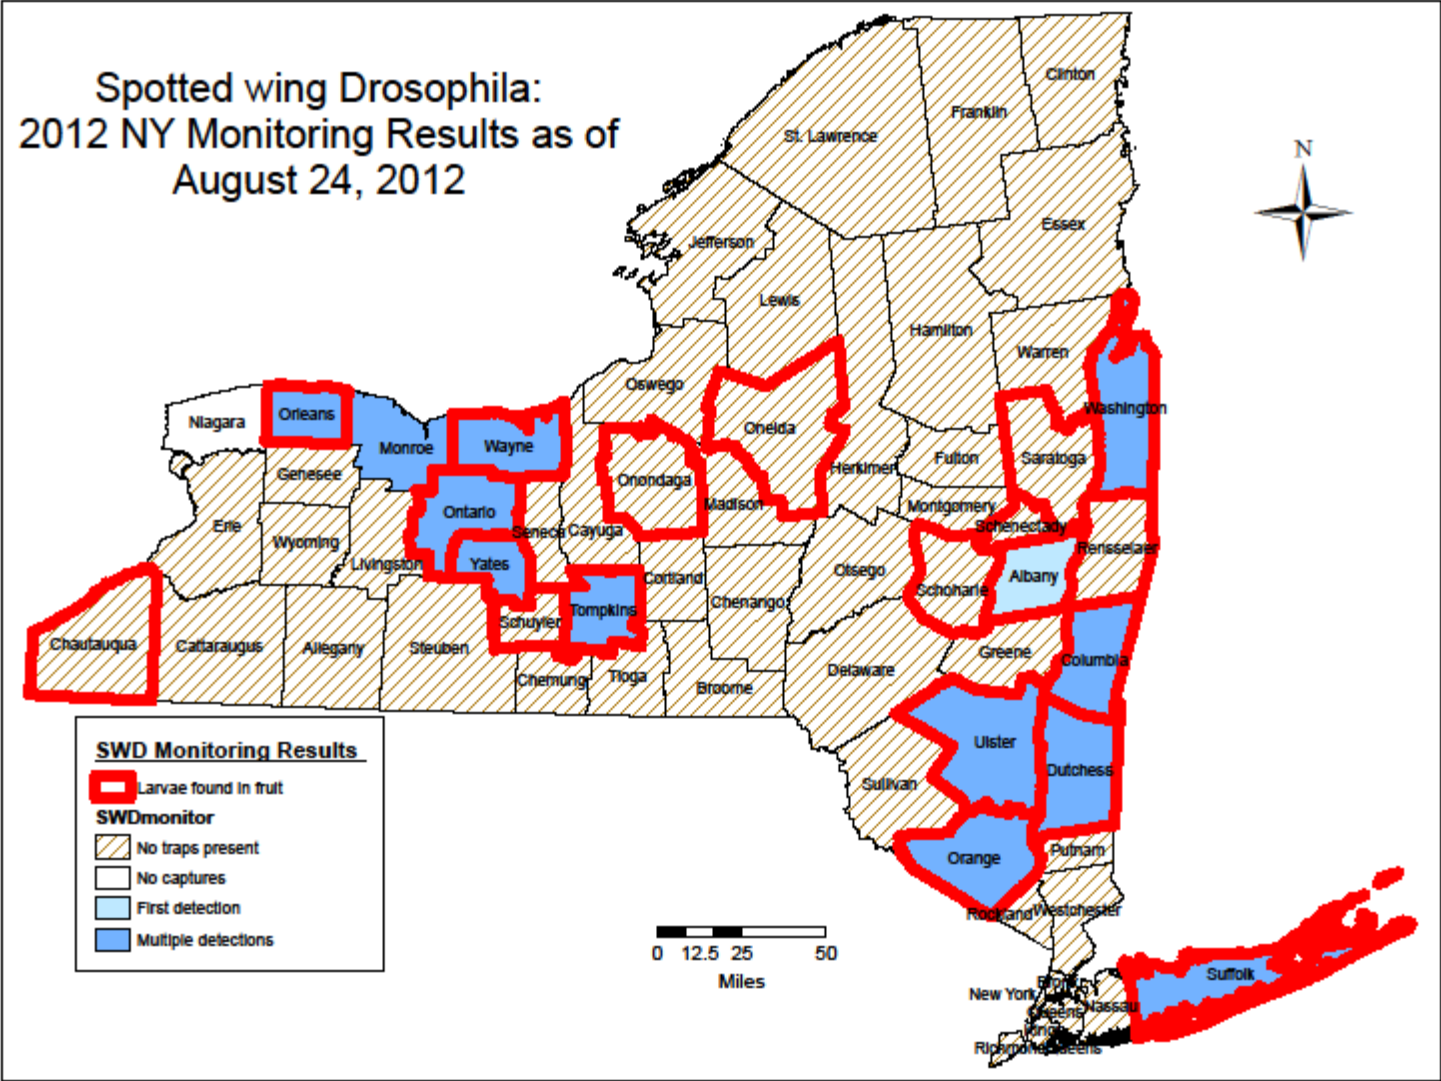 Spotted wing Drosophila:
2012 NY Monitoring Results as of
August 24, 2012
N
Clinton
Franklin
St. Lawrence
Essex
Jefferson
Lewis
Hamilton
Warren
Oswego
Washington
Niagara
Orleans
Monroe
Wayne
Oneida
Herkimer
Fulton
Saratoga
Genesee
Onondaga
Madison
Montgomery
Ontario
Erie
Wyoming
Seneca
Cayuga
Schenectady
Rensselaer
Livingston
Yates
Otsego
Albany
Schoharie
Cortland
Chenango
Tompkins
Schuyler
Chautauqua
Cattaraugus
Allegany
Steuben
Greene
Columbia
Delaware
Chemung
Tioga
Broome
Ulster
Dutchess
Sullivan
Orange
Putnam
Rockland
Westchester
Suffolk
Bronx
New York
Nassau
Queens
Kings
Richmond
Queens
SWD Monitoring Results
Larvae found in fruit
SWDmonitor
No traps present
No captures
First detection
Multiple detections
0 12.5 25 50
Miles